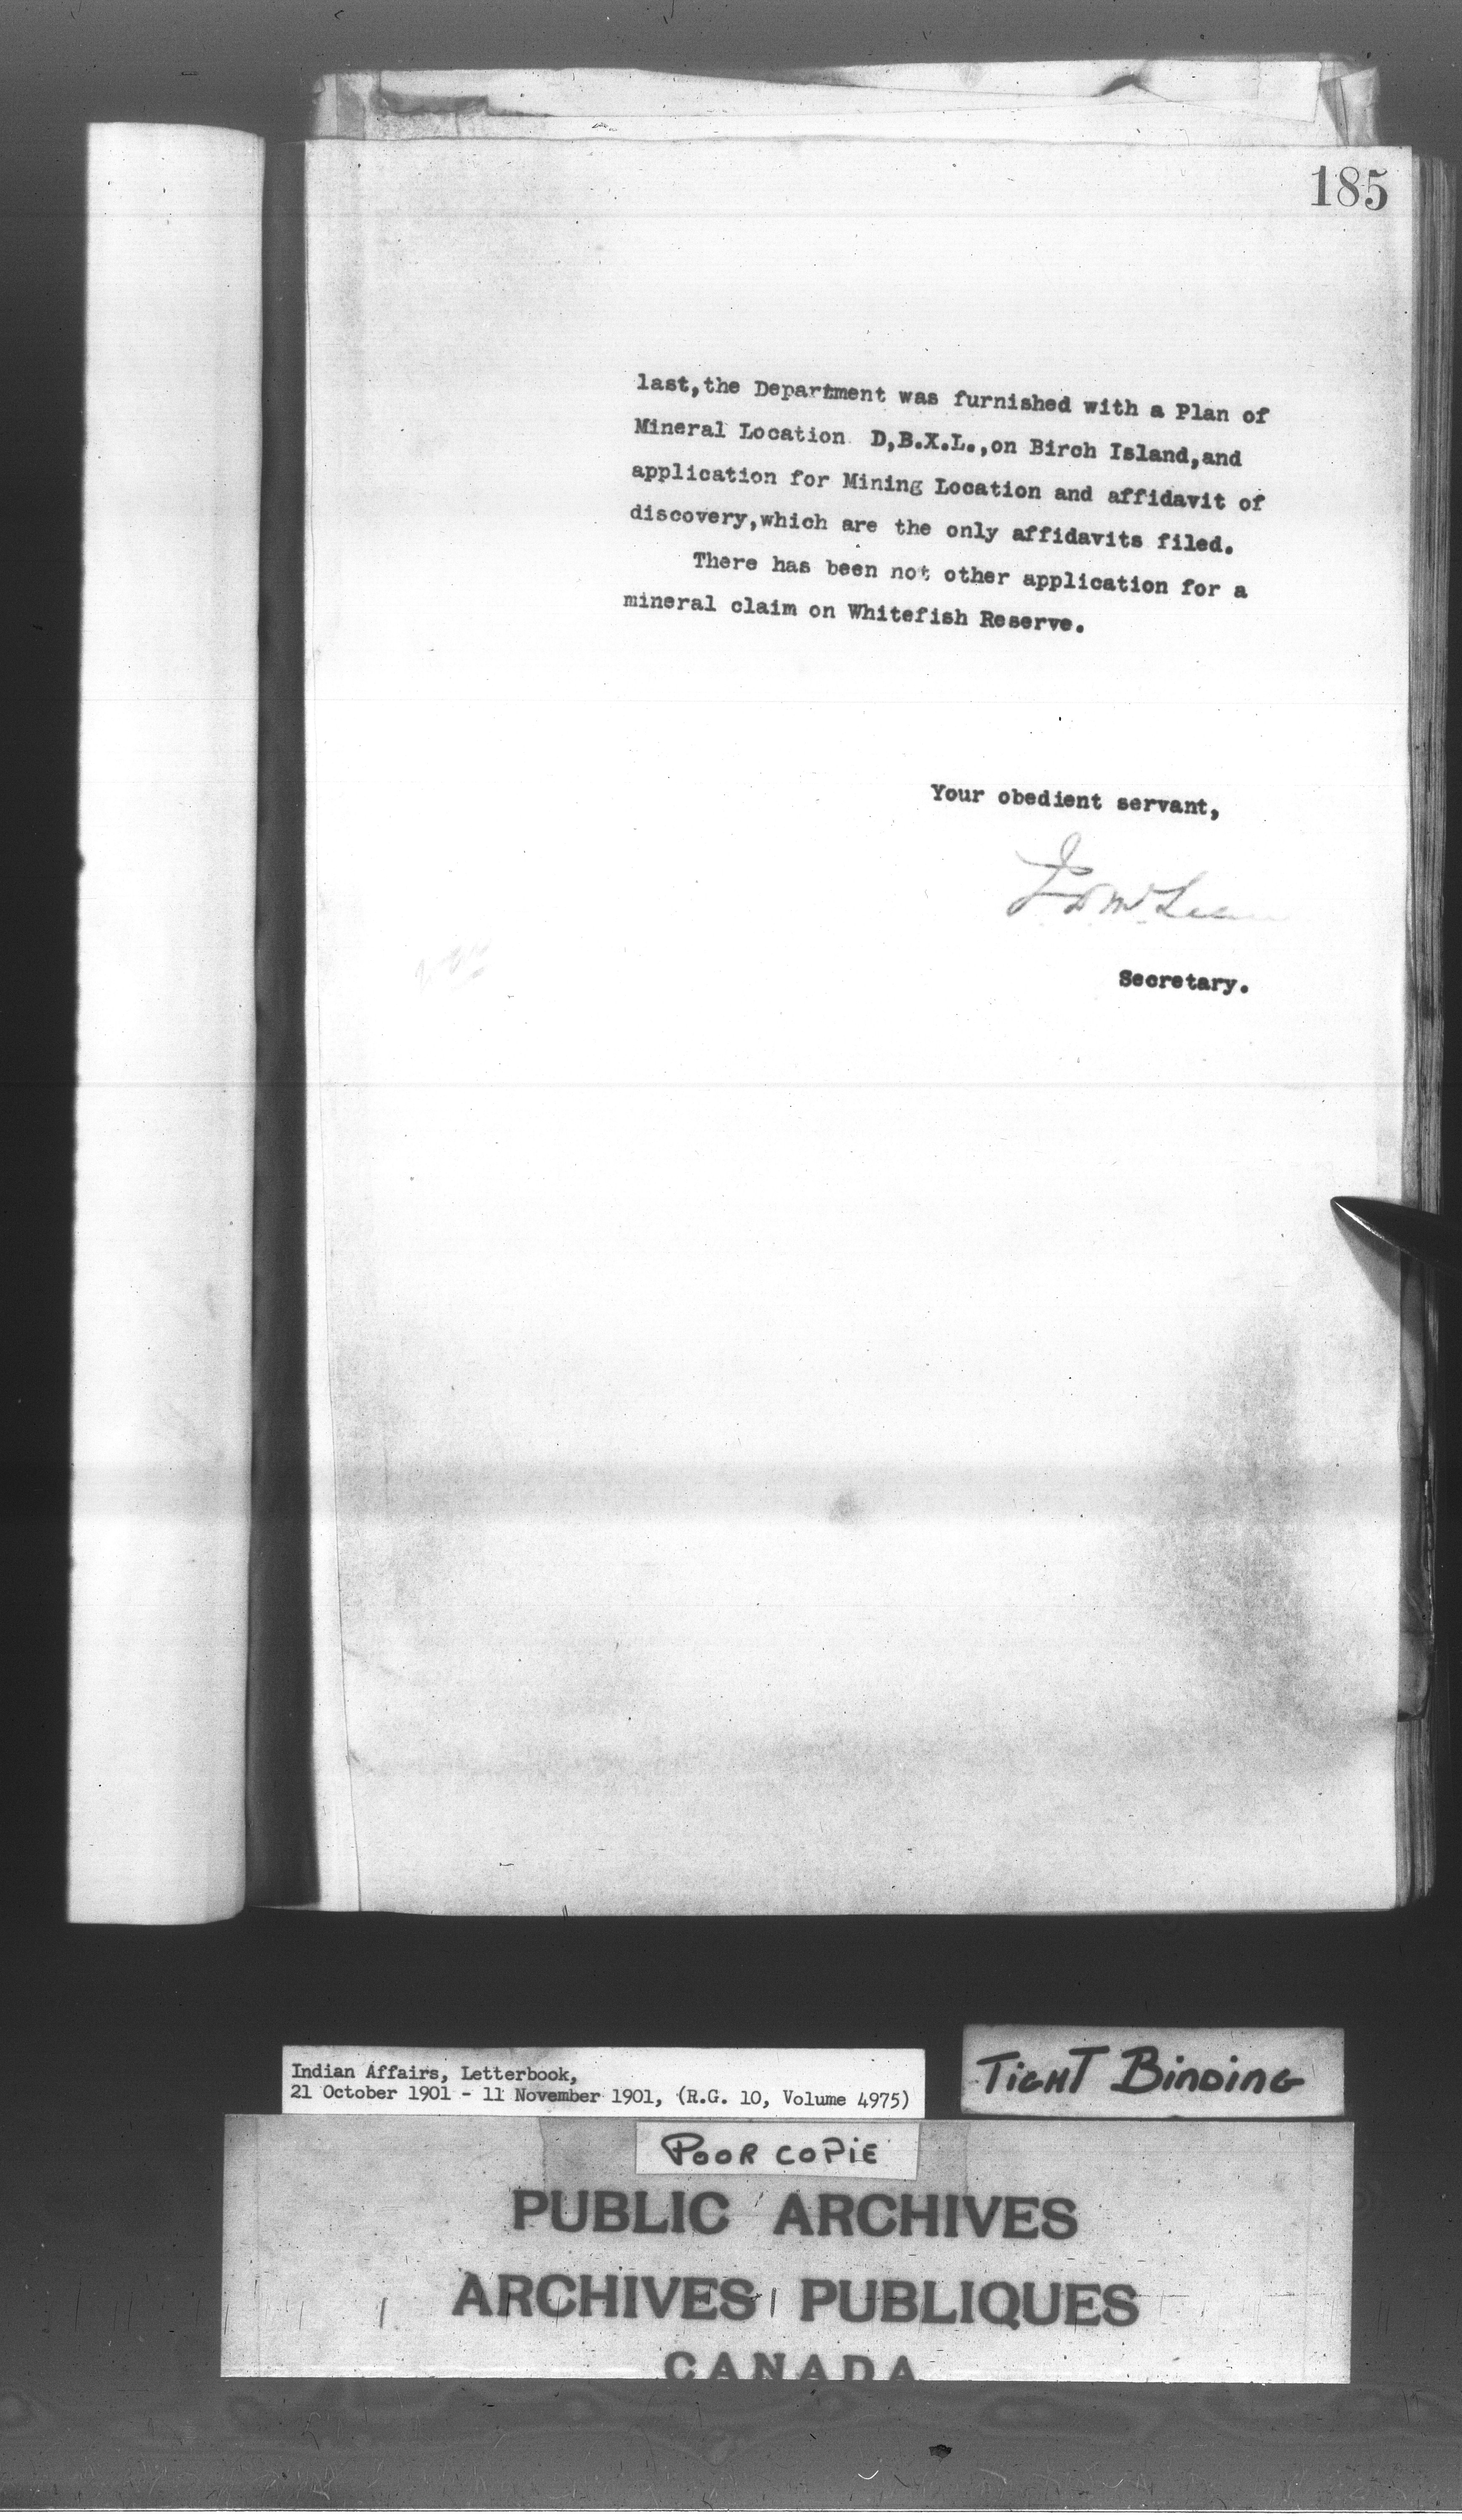 185
last,the Department was furnished with a Plan of
Mineral Location D,B.X.L.,on Birch Island,and
application for Mining Location and affidavit of
discovery,which are the only affidavits filed.
There has been not other application for a
mineral claim on Whitefish Reserve.
Your obedient servant,
J D McLean
Secretary.
Indian Affairs, Letterbook,
21 October 1901 - 11 November 1901, (R.G. 10, Volume 4975)
TIGHT BINDING
POOR COPIE
PUBLIC ARCHIVES
ARCHIVES PUBLIQUES
CANADA